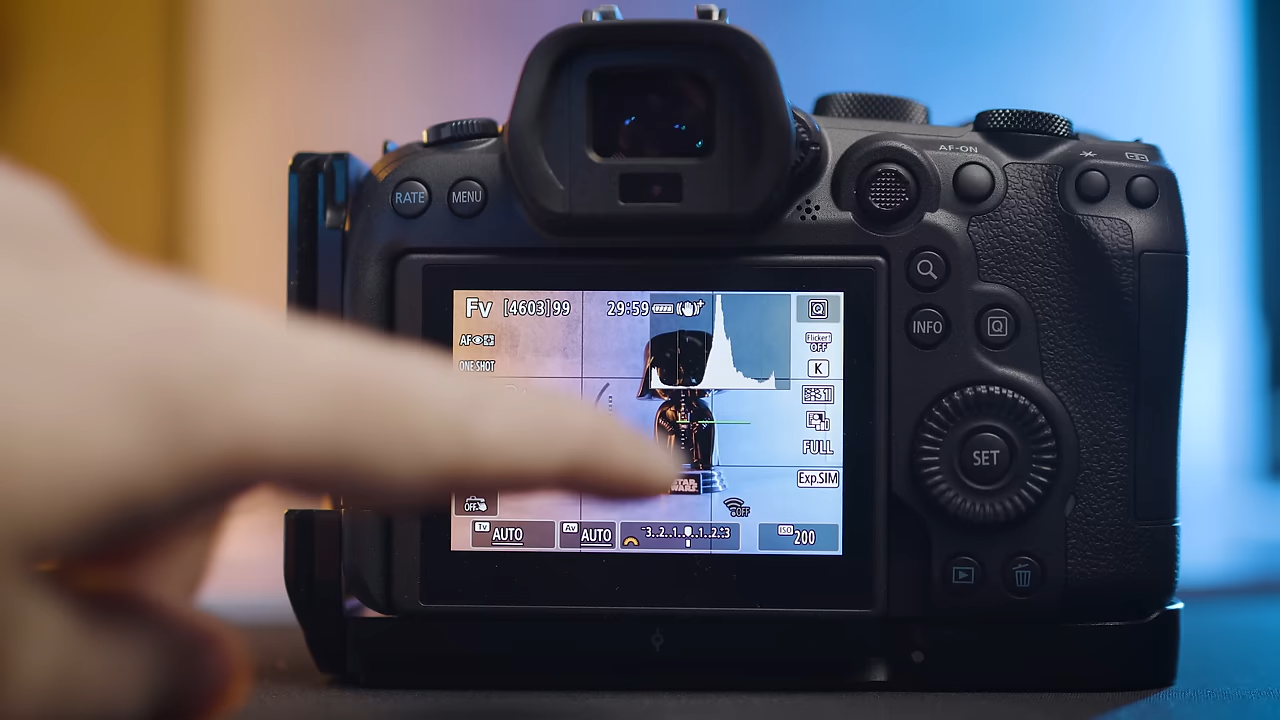 AF-ON
RATE MENU
Fv [4603]99 29:59 Q
AF
Flicker!
OFF
ONE SHOT
K
INFO Q
FULL
SET
STAR
WARS
Exp.SIM
OFF
OFF
Tv AUTO Av AUTO -3..2..1..0..1..2..:3 ISO 200